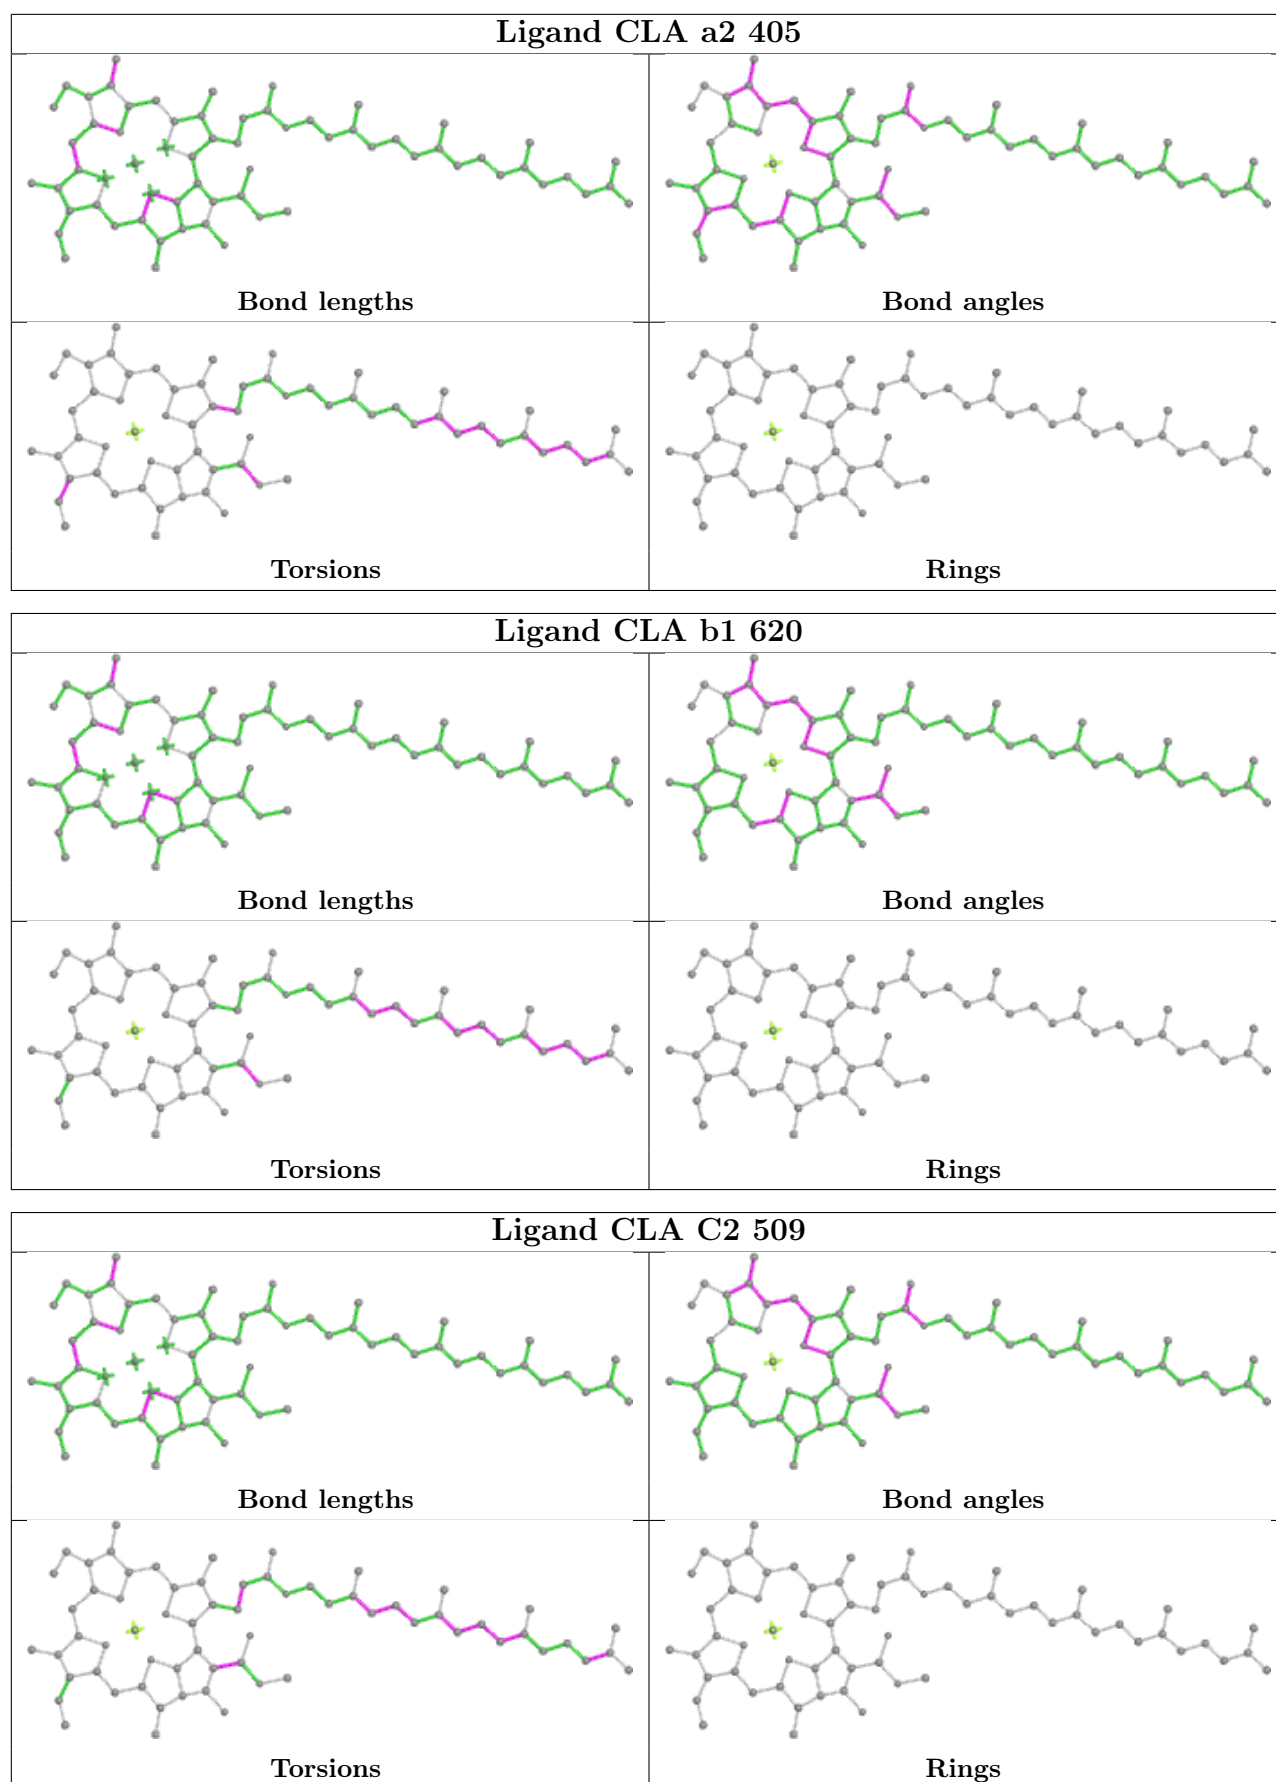 Ligand CLA a2 405
Bond lengths
Bond angles
Torsions
Rings
Ligand CLA b1 620
Bond lengths
Bond angles
Torsions
Rings
Ligand CLA C2 509
Bond lengths
Bond angles
Torsions
Rings